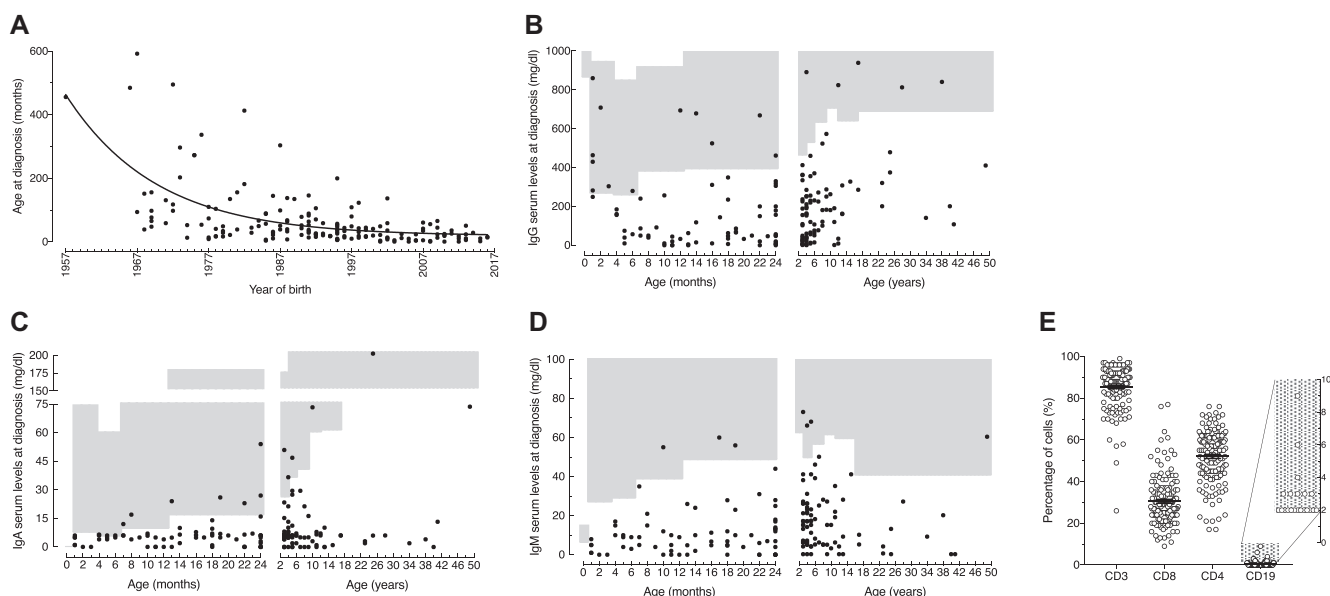 A
Age at diagnosis (months)
600
400
200
0
1957
1967
1977
1987
1997
2007
2017
Year of birth
B
IgG serum levels at diagnosis (mg/dl)
1000
800
600
400
200
0
0 2 4 6 8 10 12 14 16 18 20 22 24
Age (months)
2 6 10 14 18 22 26 30 34 38 42 46 50
Age (years)
C
IgA serum levels at diagnosis (mg/dl)
200
175
150
75
60
45
30
15
0
0 2 4 6 8 10 12 14 16 18 20 22 24
Age (months)
2 6 10 14 18 22 26 30 34 38 42 46 50
Age (years)
D
IgM serum levels at diagnosis (mg/dl)
100
80
60
40
20
0
0 2 4 6 8 10 12 14 16 18 20 22 24
Age (months)
2 6 10 14 18 22 26 30 34 38 42 46 50
Age (years)
E
Percentage of cells (%)
100
80
60
40
20
0
CD3 CD8 CD4 CD19
10
8
6
4
2
0